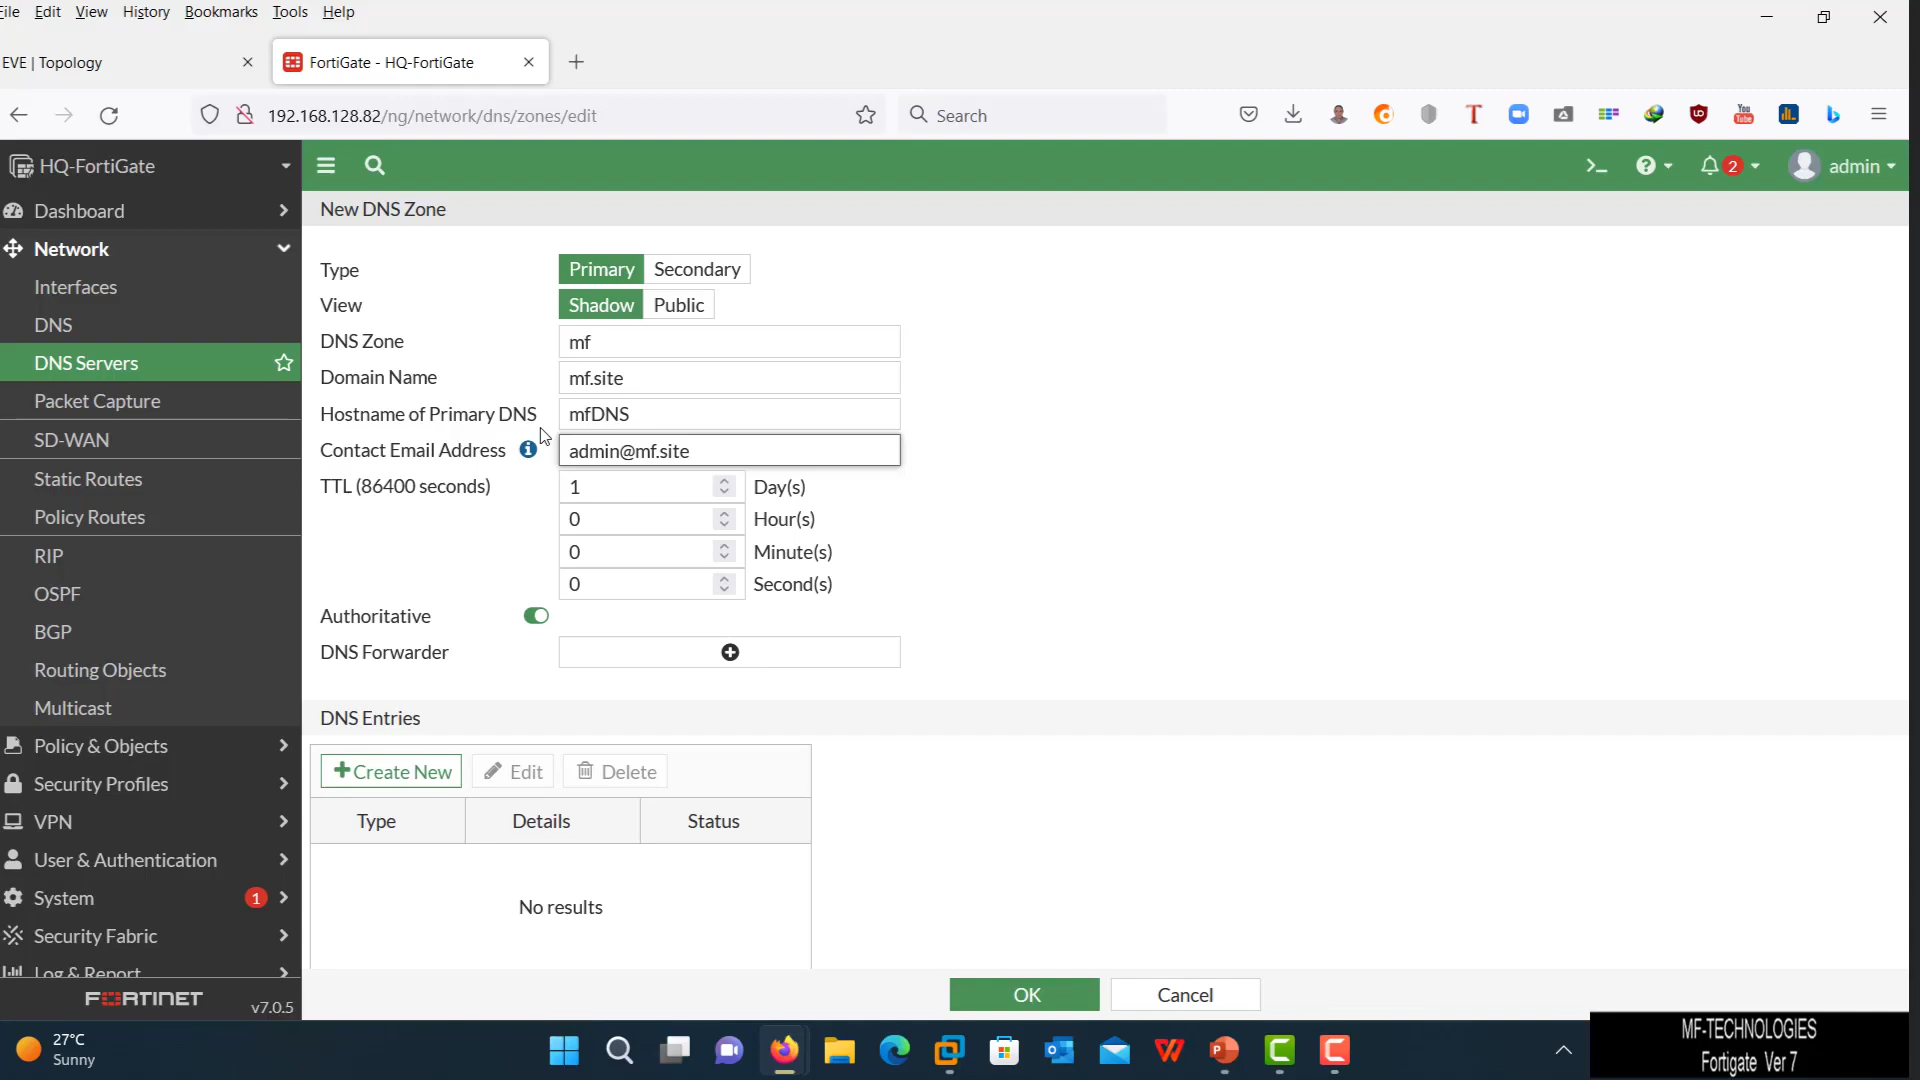 File Edit View History Bookmarks Tools Help
EVE | Topology
FortiGate - HQ-FortiGate
192.168.128.82/ng/network/dns/zones/edit
Search
You
Tube
HQ-FortiGate
2
admin
Dashboard
Network
Interfaces
DNS
DNS Servers
Packet Capture
SD-WAN
Static Routes
Policy Routes
RIP
OSPF
BGP
Routing Objects
Multicast
Policy & Objects
Security Profiles
VPN
User & Authentication
System 1
Security Fabric
Log & Report
FORTINET v7.0.5
New DNS Zone
Type Primary Secondary
View Shadow Public
DNS Zone mf
Domain Name mf.site
Hostname of Primary DNS mfDNS
Contact Email Address admin@mf.site
TTL (86400 seconds) 1 Day(s)
0 Hour(s)
0 Minute(s)
0 Second(s)
Authoritative
DNS Forwarder
DNS Entries
Create New Edit Delete
Type Details Status
No results
OK Cancel
27°C
Sunny
MF-TECHNOLOGIES
Fortigate Ver 7